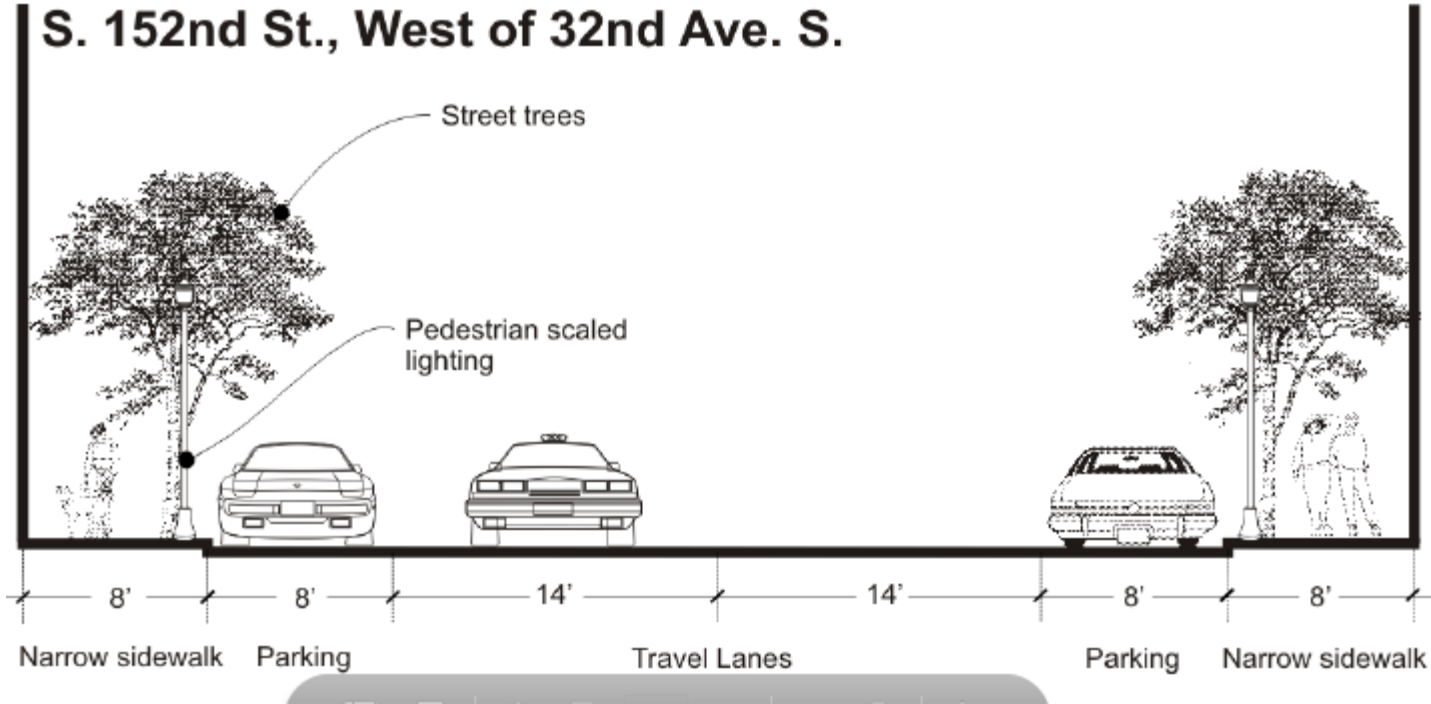 S. 152nd St., West of 32nd Ave. S.
Street trees
Pedestrian scaled
lighting
8’ 8’ 14’ 14’ 8’ 8’
Narrow sidewalk Parking Travel Lanes Parking Narrow sidewalk